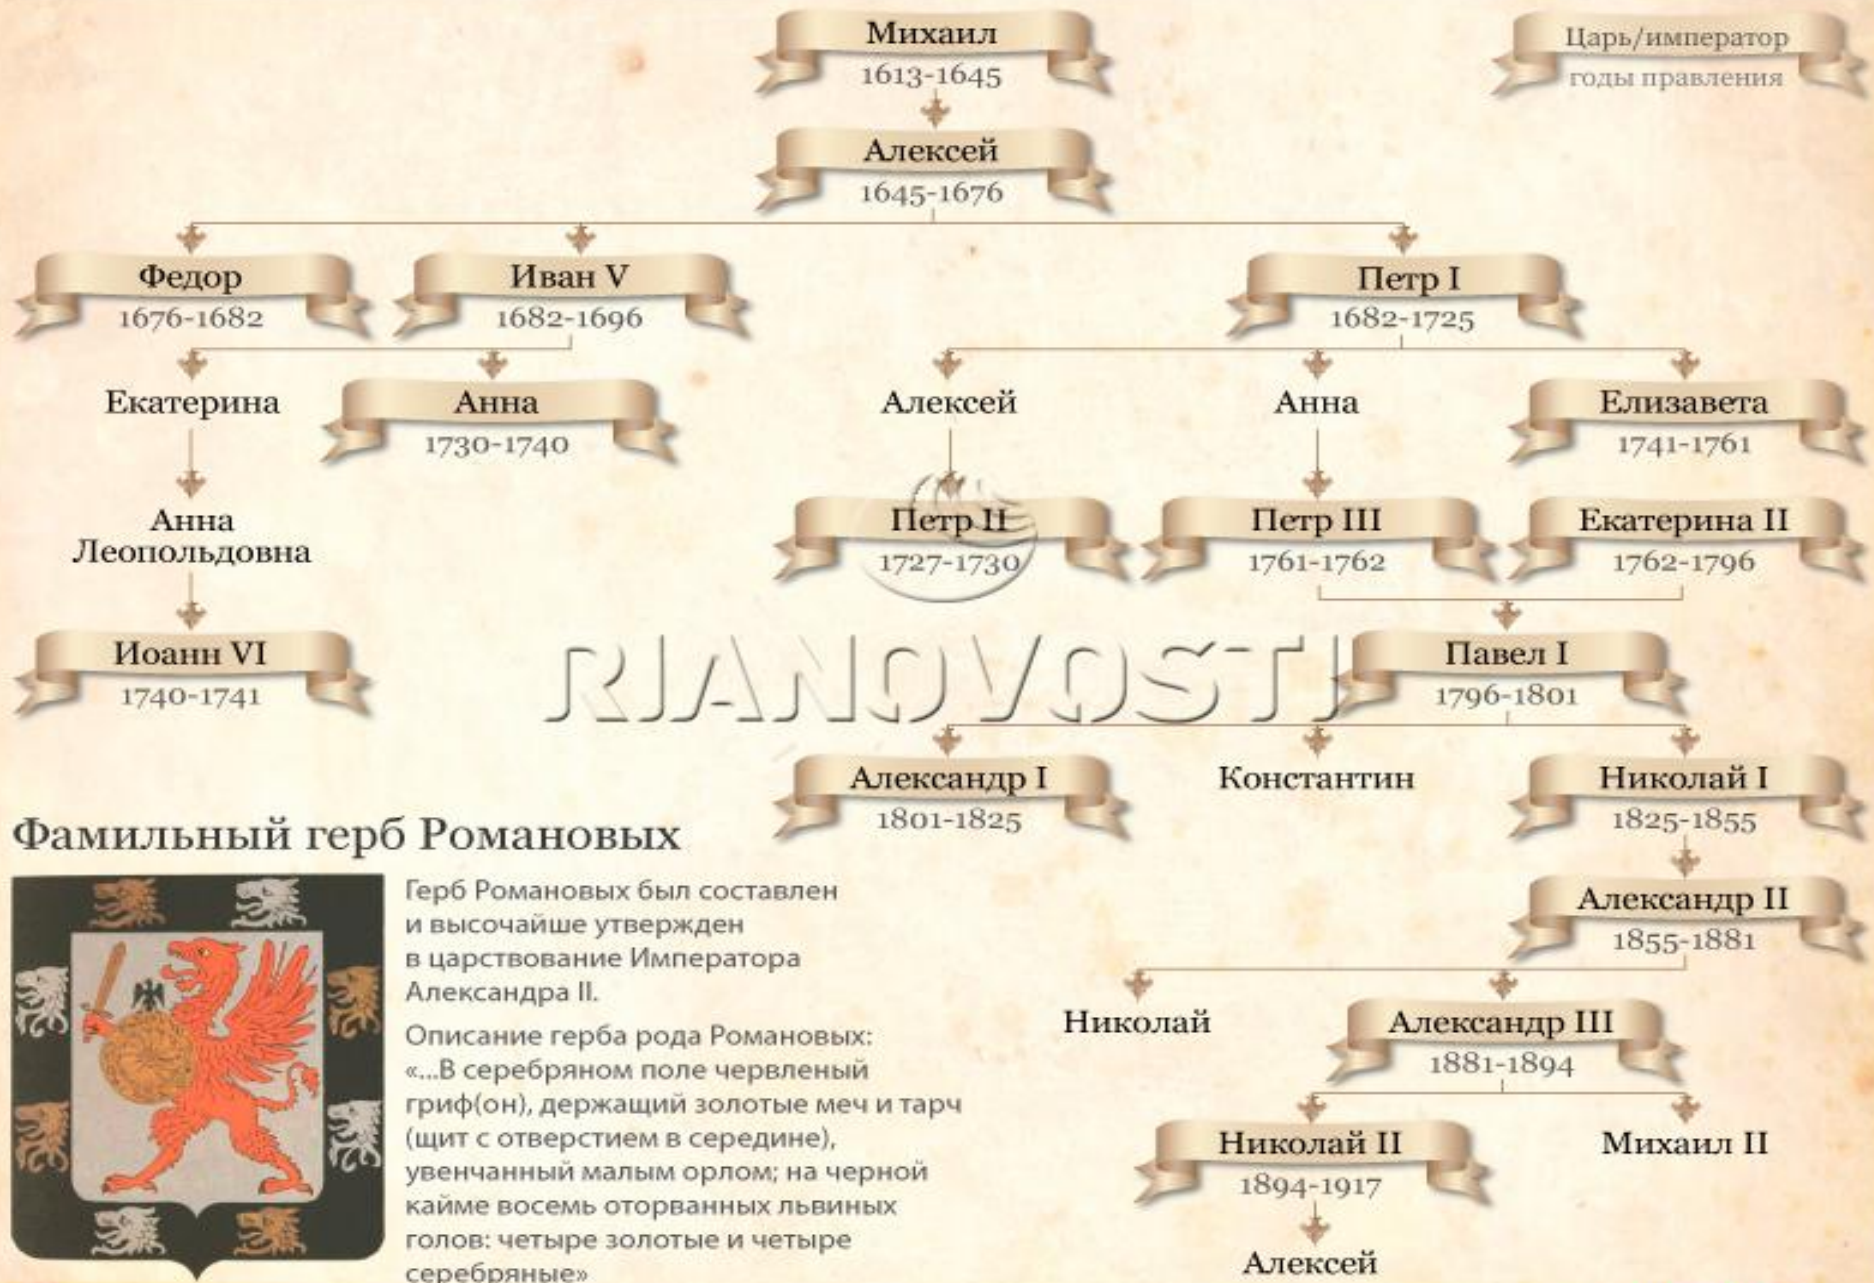 Михаил
1613-1645
Царь/император
годы правления
Алексей
1645-1676
Федор
1676-1682
Иван V
1682-1696
Петр I
1682-1725
Екатерина
Анна
1730-1740
Алексей
Анна
Елизавета
1741-1761
Анна
Леопольдовна
Петр II
1727-1730
Петр III
1761-1762
Екатерина II
1762-1796
Иоанн VI
1740-1741
RIANOVOSTI
Павел I
1796-1801
Александр I
1801-1825
Константин
Николай I
1825-1855
Александр II
1855-1881
Николай
Александр III
1881-1894
Николай II
1894-1917
Михаил II
Алексей
Фамильный герб Романовых
Герб Романовых был составлен
и высочайше утвержден
в царствование Императора
Александра II.
Описание герба рода Романовых:
«...В серебряном поле червленый
гриф(он), держащий золотые меч и тарч
(щит с отверстием в середине),
увенчанный малым орлом; на черной
кайме восемь оторванных львиных
голов: четыре золотые и четыре
серебряные»